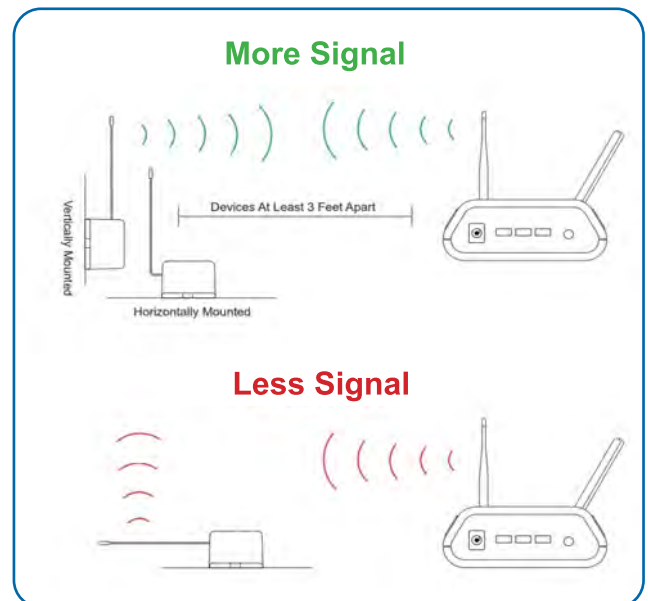 More Signal
Devices At Least 3 Feet Apart
Vertically Mounted
Horizontally Mounted
Less Signal